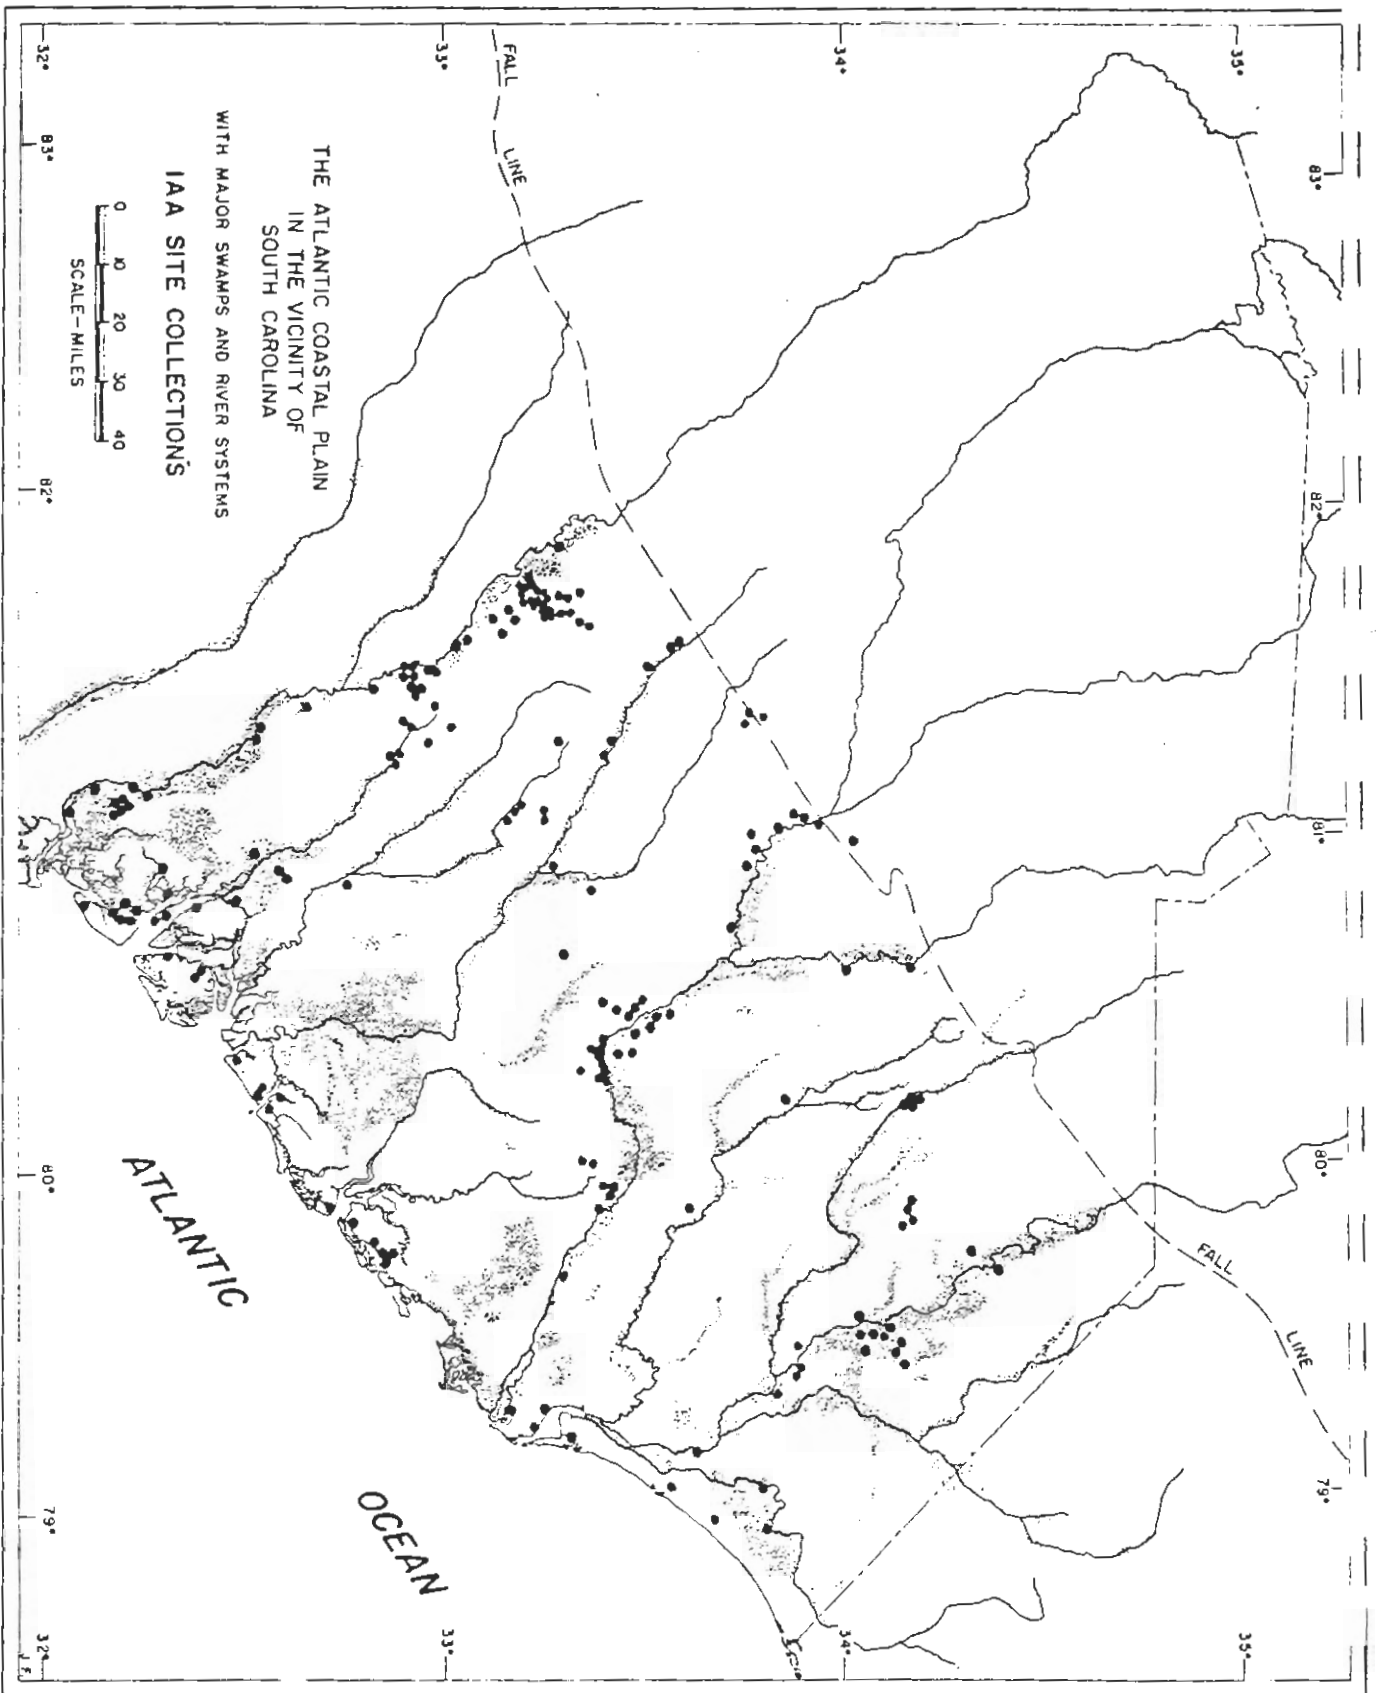 THE ATLANTIC COASTAL PLAIN
IN THE VICINITY OF
SOUTH CAROLINA
WITH MAJOR SWAMPS AND RIVER SYSTEMS
IAA SITE COLLECTIONS
0 10 20 30 40
SCALE–MILES
FALL
LINE
FALL
LINE
ATLANTIC
OCEAN
83°
82°
81°
80°
79°
35°
35°
34°
34°
33°
33°
32°
32°
83°
82°
80°
79°
J F